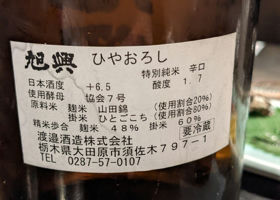 旭興 ひやおろし
特別純米 辛口
日本酒度 +6.5 酸度 1.7
使用酵母 協会7号
原料米 麹米 山田錦 (使用割合20%)
掛米 ひとごこち (使用割合80%)
精米歩合 麹米 48% 掛米 60%
要冷蔵
渡邉酒造株式会社
栃木県大田原市須佐木797-1
TEL 0287-57-0107